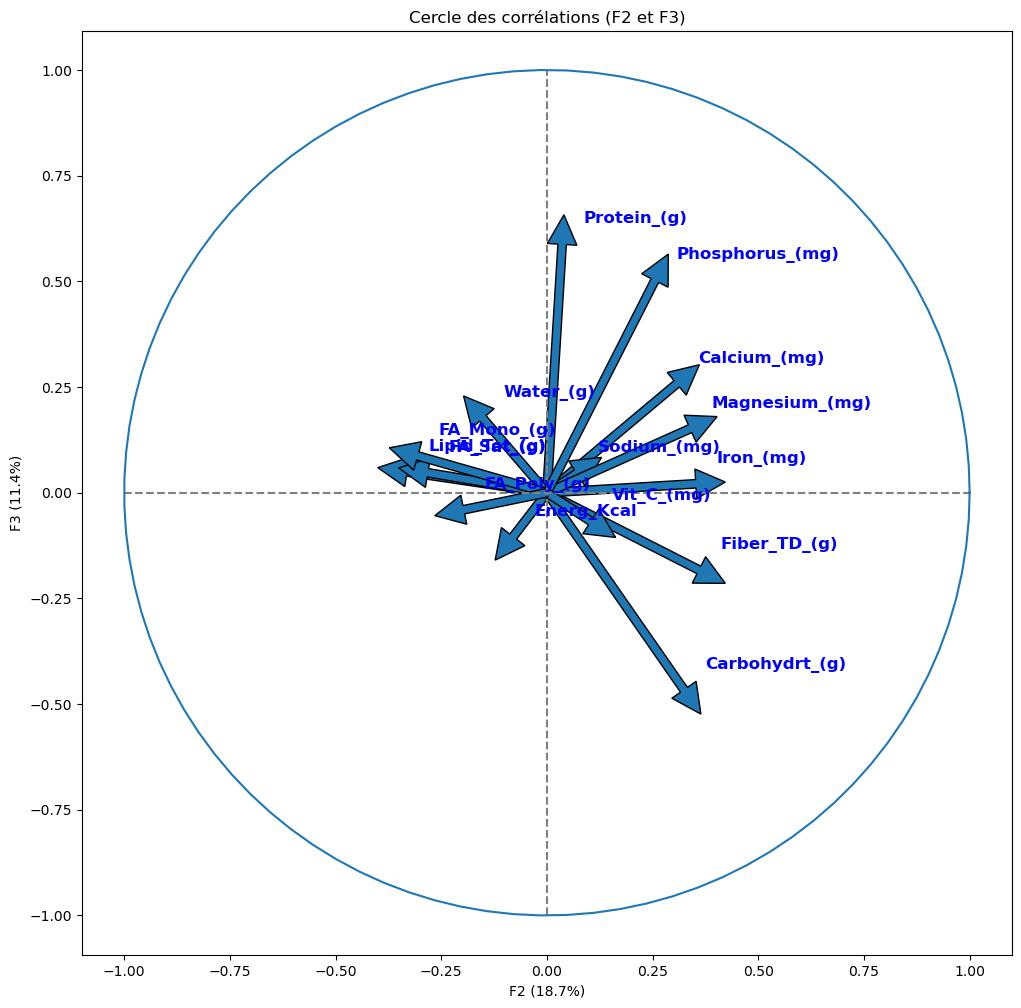 Cercle des corrélations (F2 et F3)
1.00
0.75
0.50
0.25
0.00
−0.25
−0.50
−0.75
−1.00
F3 (11.4%)
Protein_(g)
Phosphorus_(mg)
Calcium_(mg)
Water_(g)
Magnesium_(mg)
FA_Mono_(g)
Lipid_Tot_(g)
FA_Sat_(g)
Sodium_(mg)
Iron_(mg)
FA_Poly_(g)
Vit_C_(mg)
Energ_Kcal
Fiber_TD_(g)
Carbohydrt_(g)
−1.00 −0.75 −0.50 −0.25 0.00 0.25 0.50 0.75 1.00
F2 (18.7%)